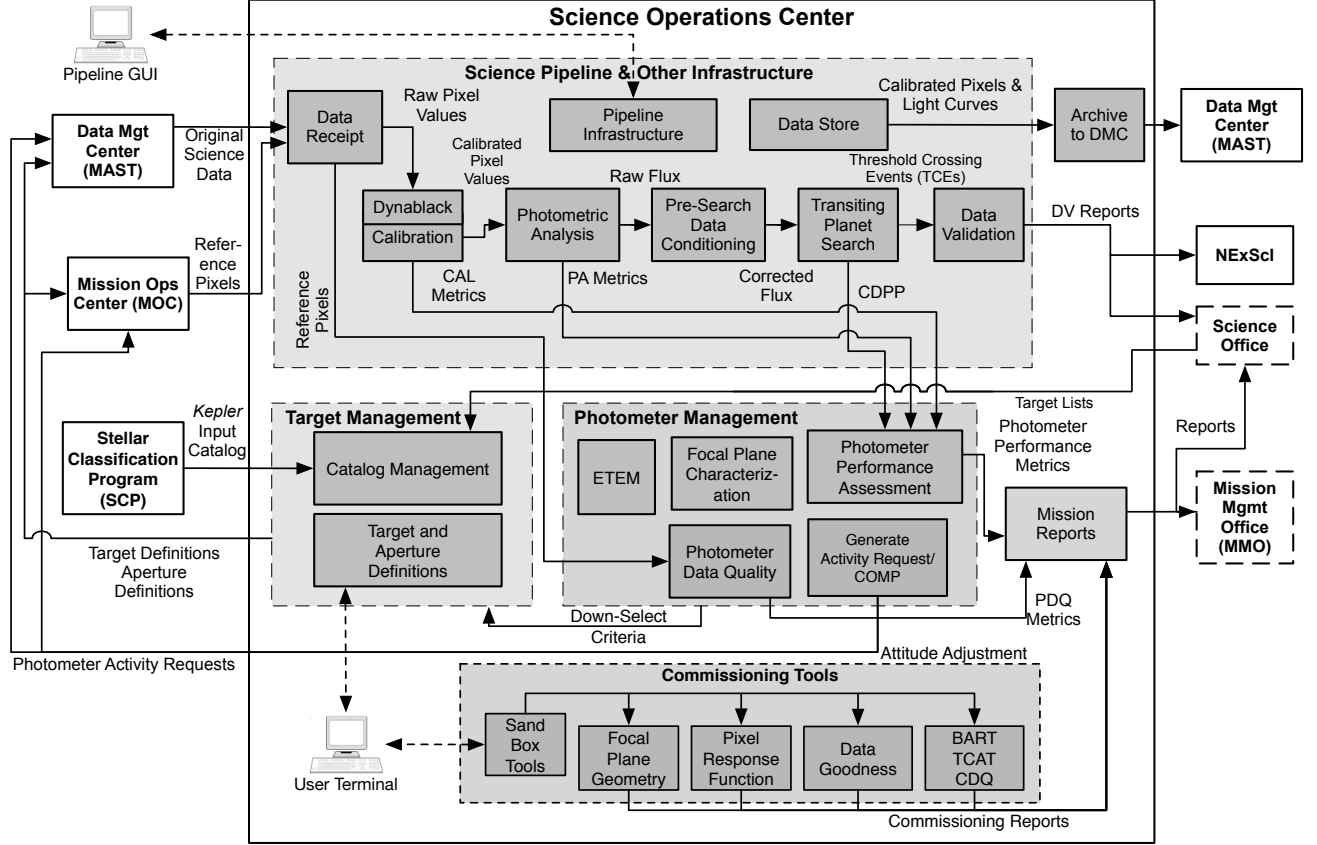 Science Operations Center
Pipeline GUI
Science Pipeline & Other Infrastructure
Data Mgt
Center
(MAST)
Original
Science
Data
Data
Receipt
Raw Pixel
Values
Pipeline
Infrastructure
Data Store
Calibrated Pixels &
Light Curves
Archive
to DMC
Data Mgt
Center
(MAST)
Calibrated
Pixel
Values
Raw Flux
Threshold Crossing
Events (TCEs)
Dynablack
Calibration
Photometric
Analysis
Pre-Search
Data
Conditioning
Transiting
Planet
Search
Data
Validation
DV Reports
NExScI
Mission Ops
Center (MOC)
Refer-
ence
Pixels
Reference
Pixels
CAL
Metrics
PA Metrics
Corrected
Flux
CDPP
Science
Office
Target Lists
Stellar
Classification
Program
(SCP)
Kepler
Input
Catalog
Target Management
Catalog Management
Target and
Aperture
Definitions
Photometer Management
ETEM
Focal Plane
Characteriz-
ation
Photometer
Performance
Assessment
Photometer
Data Quality
Generate
Activity Request/
COMP
Photometer
Performance
Metrics
Reports
Mission
Reports
Mission
Mgmt
Office
(MMO)
Target Definitions
Aperture
Definitions
Down-Select
Criteria
PDQ
Metrics
Photometer Activity Requests
Attitude Adjustment
Commissioning Tools
Sand
Box
Tools
Focal
Plane
Geometry
Pixel
Response
Function
Data
Goodness
BART
TCAT
CDQ
User Terminal
Commissioning Reports